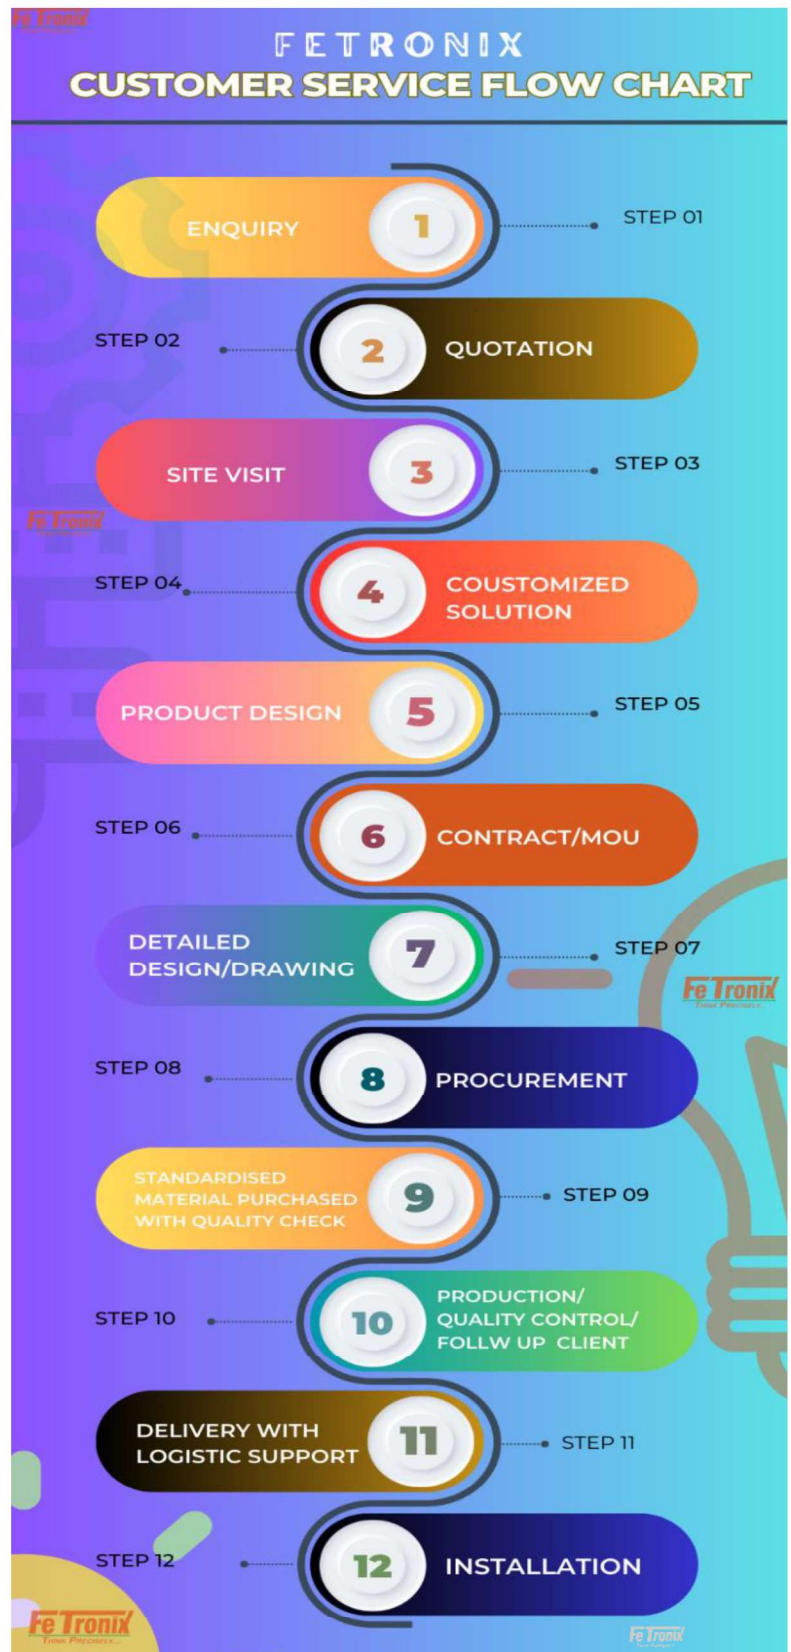 Fe Tronix
FETRONIX
CUSTOMER SERVICE FLOW CHART
ENQUIRY
1
STEP 01
STEP 02
2
QUOTATION
SITE VISIT
3
STEP 03
Fe Tronix
STEP 04
4
COUSTOMIZED
SOLUTION
PRODUCT DESIGN
5
STEP 05
STEP 06
6
CONTRACT/MOU
DETAILED
DESIGN/DRAWING
7
STEP 07
Fe Tronix
THINK PRECISELY...
STEP 08
8
PROCUREMENT
STANDARDISED
MATERIAL PURCHASED
WITH QUALITY CHECK
9
STEP 09
STEP 10
10
PRODUCTION/
QUALITY CONTROL/
FOLLW UP CLIENT
DELIVERY WITH
LOGISTIC SUPPORT
11
STEP 11
STEP 12
12
INSTALLATION
Fe Tronix
THINK PRECISELY...
Fe Tronix